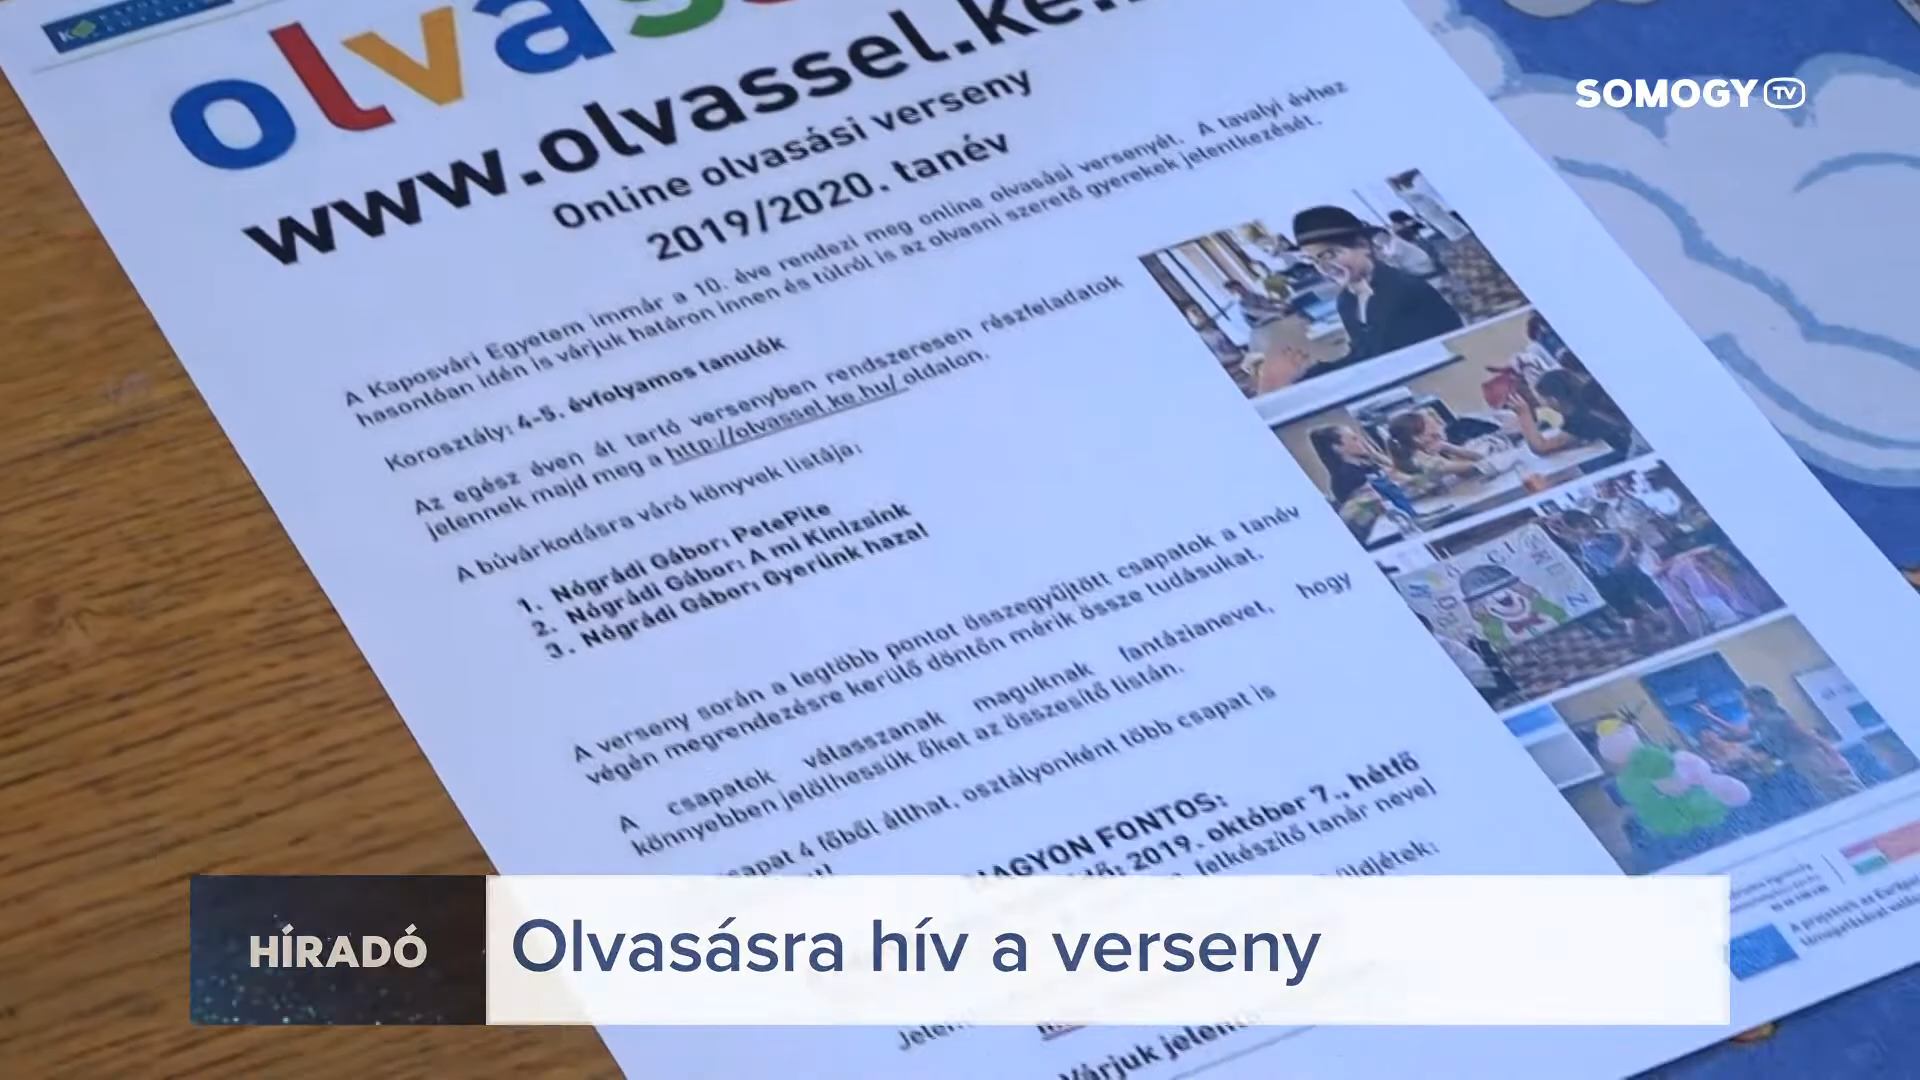 SOMOGY TV
olvas
www.olvassel.ke.
Online olvasási verseny
2019/2020. tanév
A Kaposvári Egyetem immár a 10. éve rendezi meg online olvasási versenyét. A tavalyi évhez
hasonlóan idén is várjuk határon innen és túlról is az olvasni szerető gyerekek jelentkezését.
Korosztály: 4-5. évfolyamos tanulók
Az egész éven át tartó versenyben rendszeresen részfeladatok
jelennek majd meg a http://olvassel.ke.hu/ oldalon.
A búvárkodásra váró könyvek listája:
1. Nógrádi Gábor: PetePite
2. Nógrádi Gábor: A mi Kinizsink
3. Nógrádi Gábor: Gyerünk haza!
A verseny során a legtöbb pontot összegyűjtött csapatok a tanév
végén megrendezésre kerülő döntőn mérik össze tudásukat.
A csapatok válasszanak maguknak fantázianevet, hogy
könnyebben jelölhessük őket az összesítő listán.
csapat 4 főből állhat, osztályonként több csapat is
NAGYON FONTOS:
2019. október 7., hétfő
felkészítő tanár neve)
küldjétek:
HÍRADÓ
Olvasásra hív a verseny
Várjuk jelent